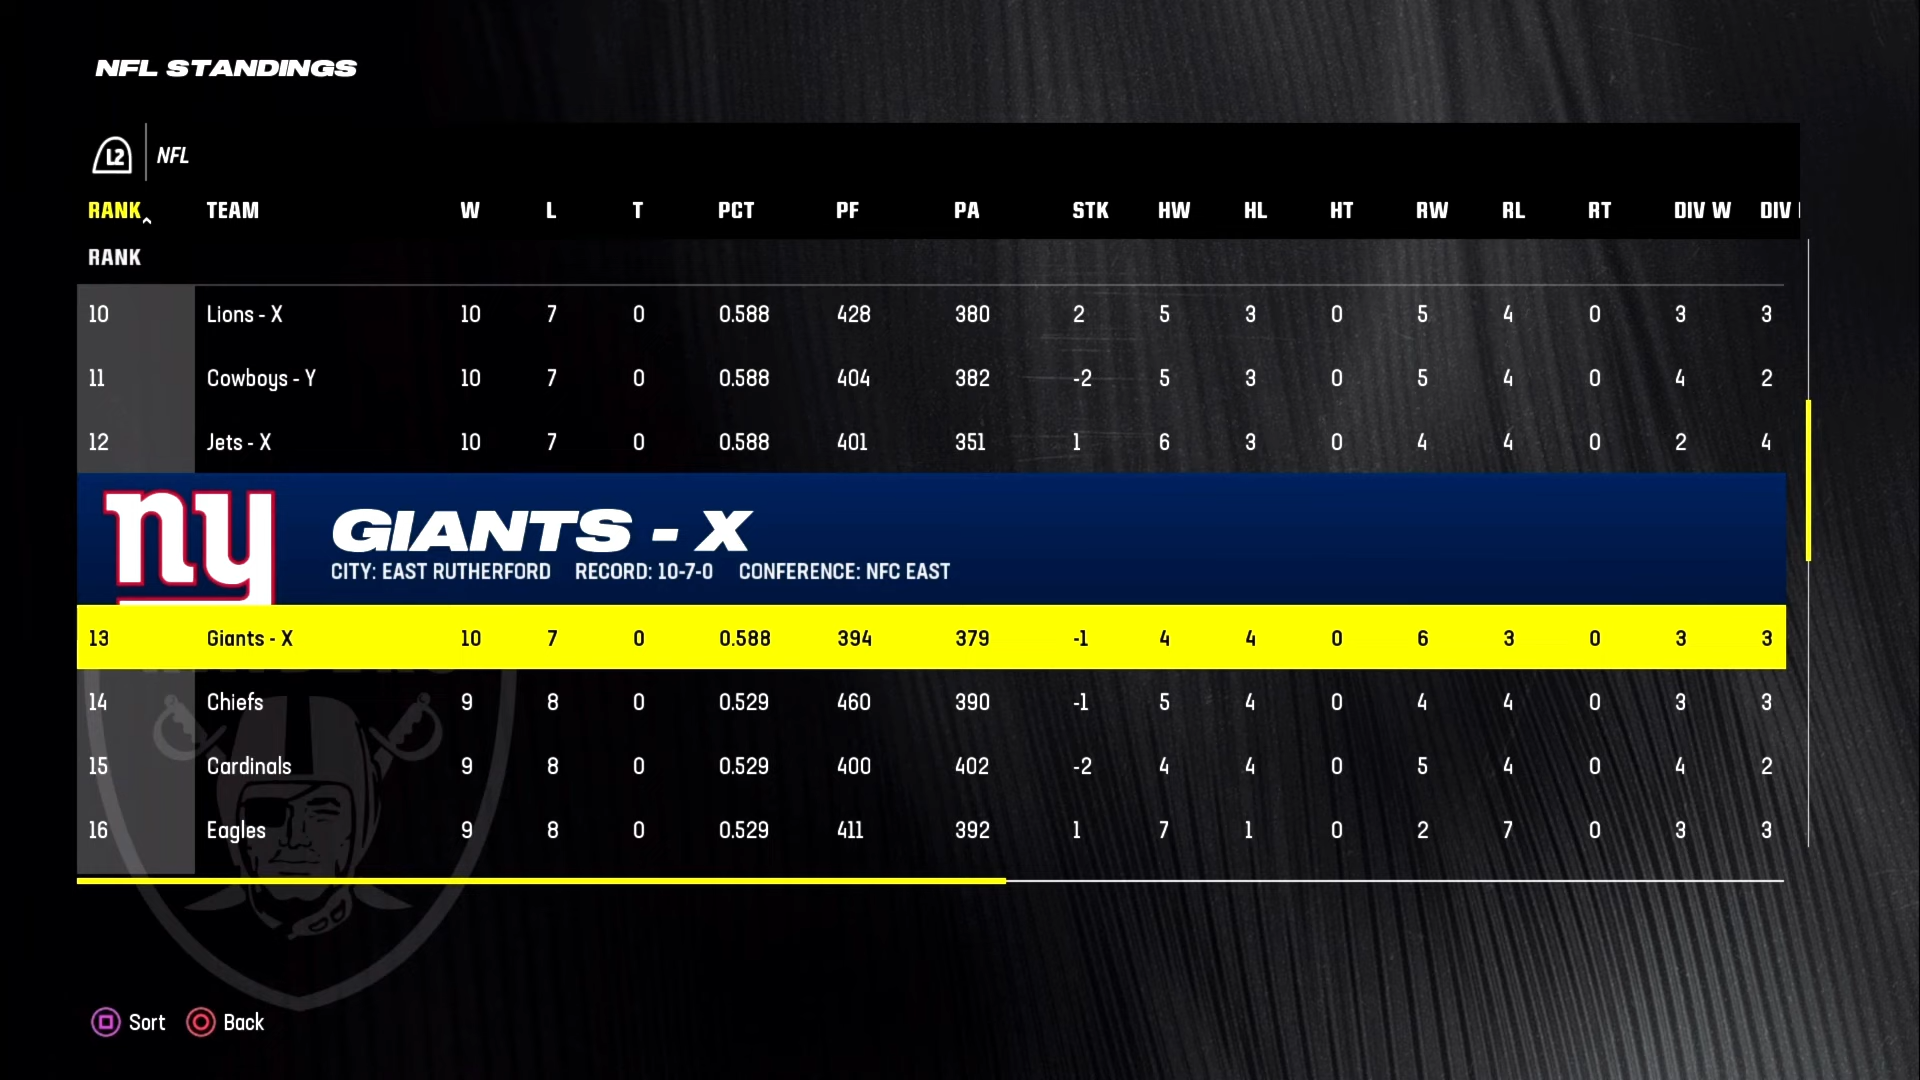 NFL STANDINGS
L2 NFL
RANK TEAM W L T PCT PF PA STK HW HL HT RW RL RT DIV W DIV
RANK
10 Lions - X 10 7 0 0.588 428 380 2 5 3 0 5 4 0 3 3
11 Cowboys - Y 10 7 0 0.588 404 382 -2 5 3 0 5 4 0 4 2
12 Jets - X 10 7 0 0.588 401 351 1 6 3 0 4 4 0 2 4
ny
GIANTS - X
CITY: EAST RUTHERFORD RECORD: 10-7-0 CONFERENCE: NFC EAST
13 Giants - X 10 7 0 0.588 394 379 -1 4 4 0 6 3 0 3 3
14 Chiefs 9 8 0 0.529 460 390 -1 5 4 0 4 4 0 3 3
15 Cardinals 9 8 0 0.529 400 402 -2 4 4 0 5 4 0 4 2
16 Eagles 9 8 0 0.529 411 392 1 7 1 0 2 7 0 3 3
Sort Back